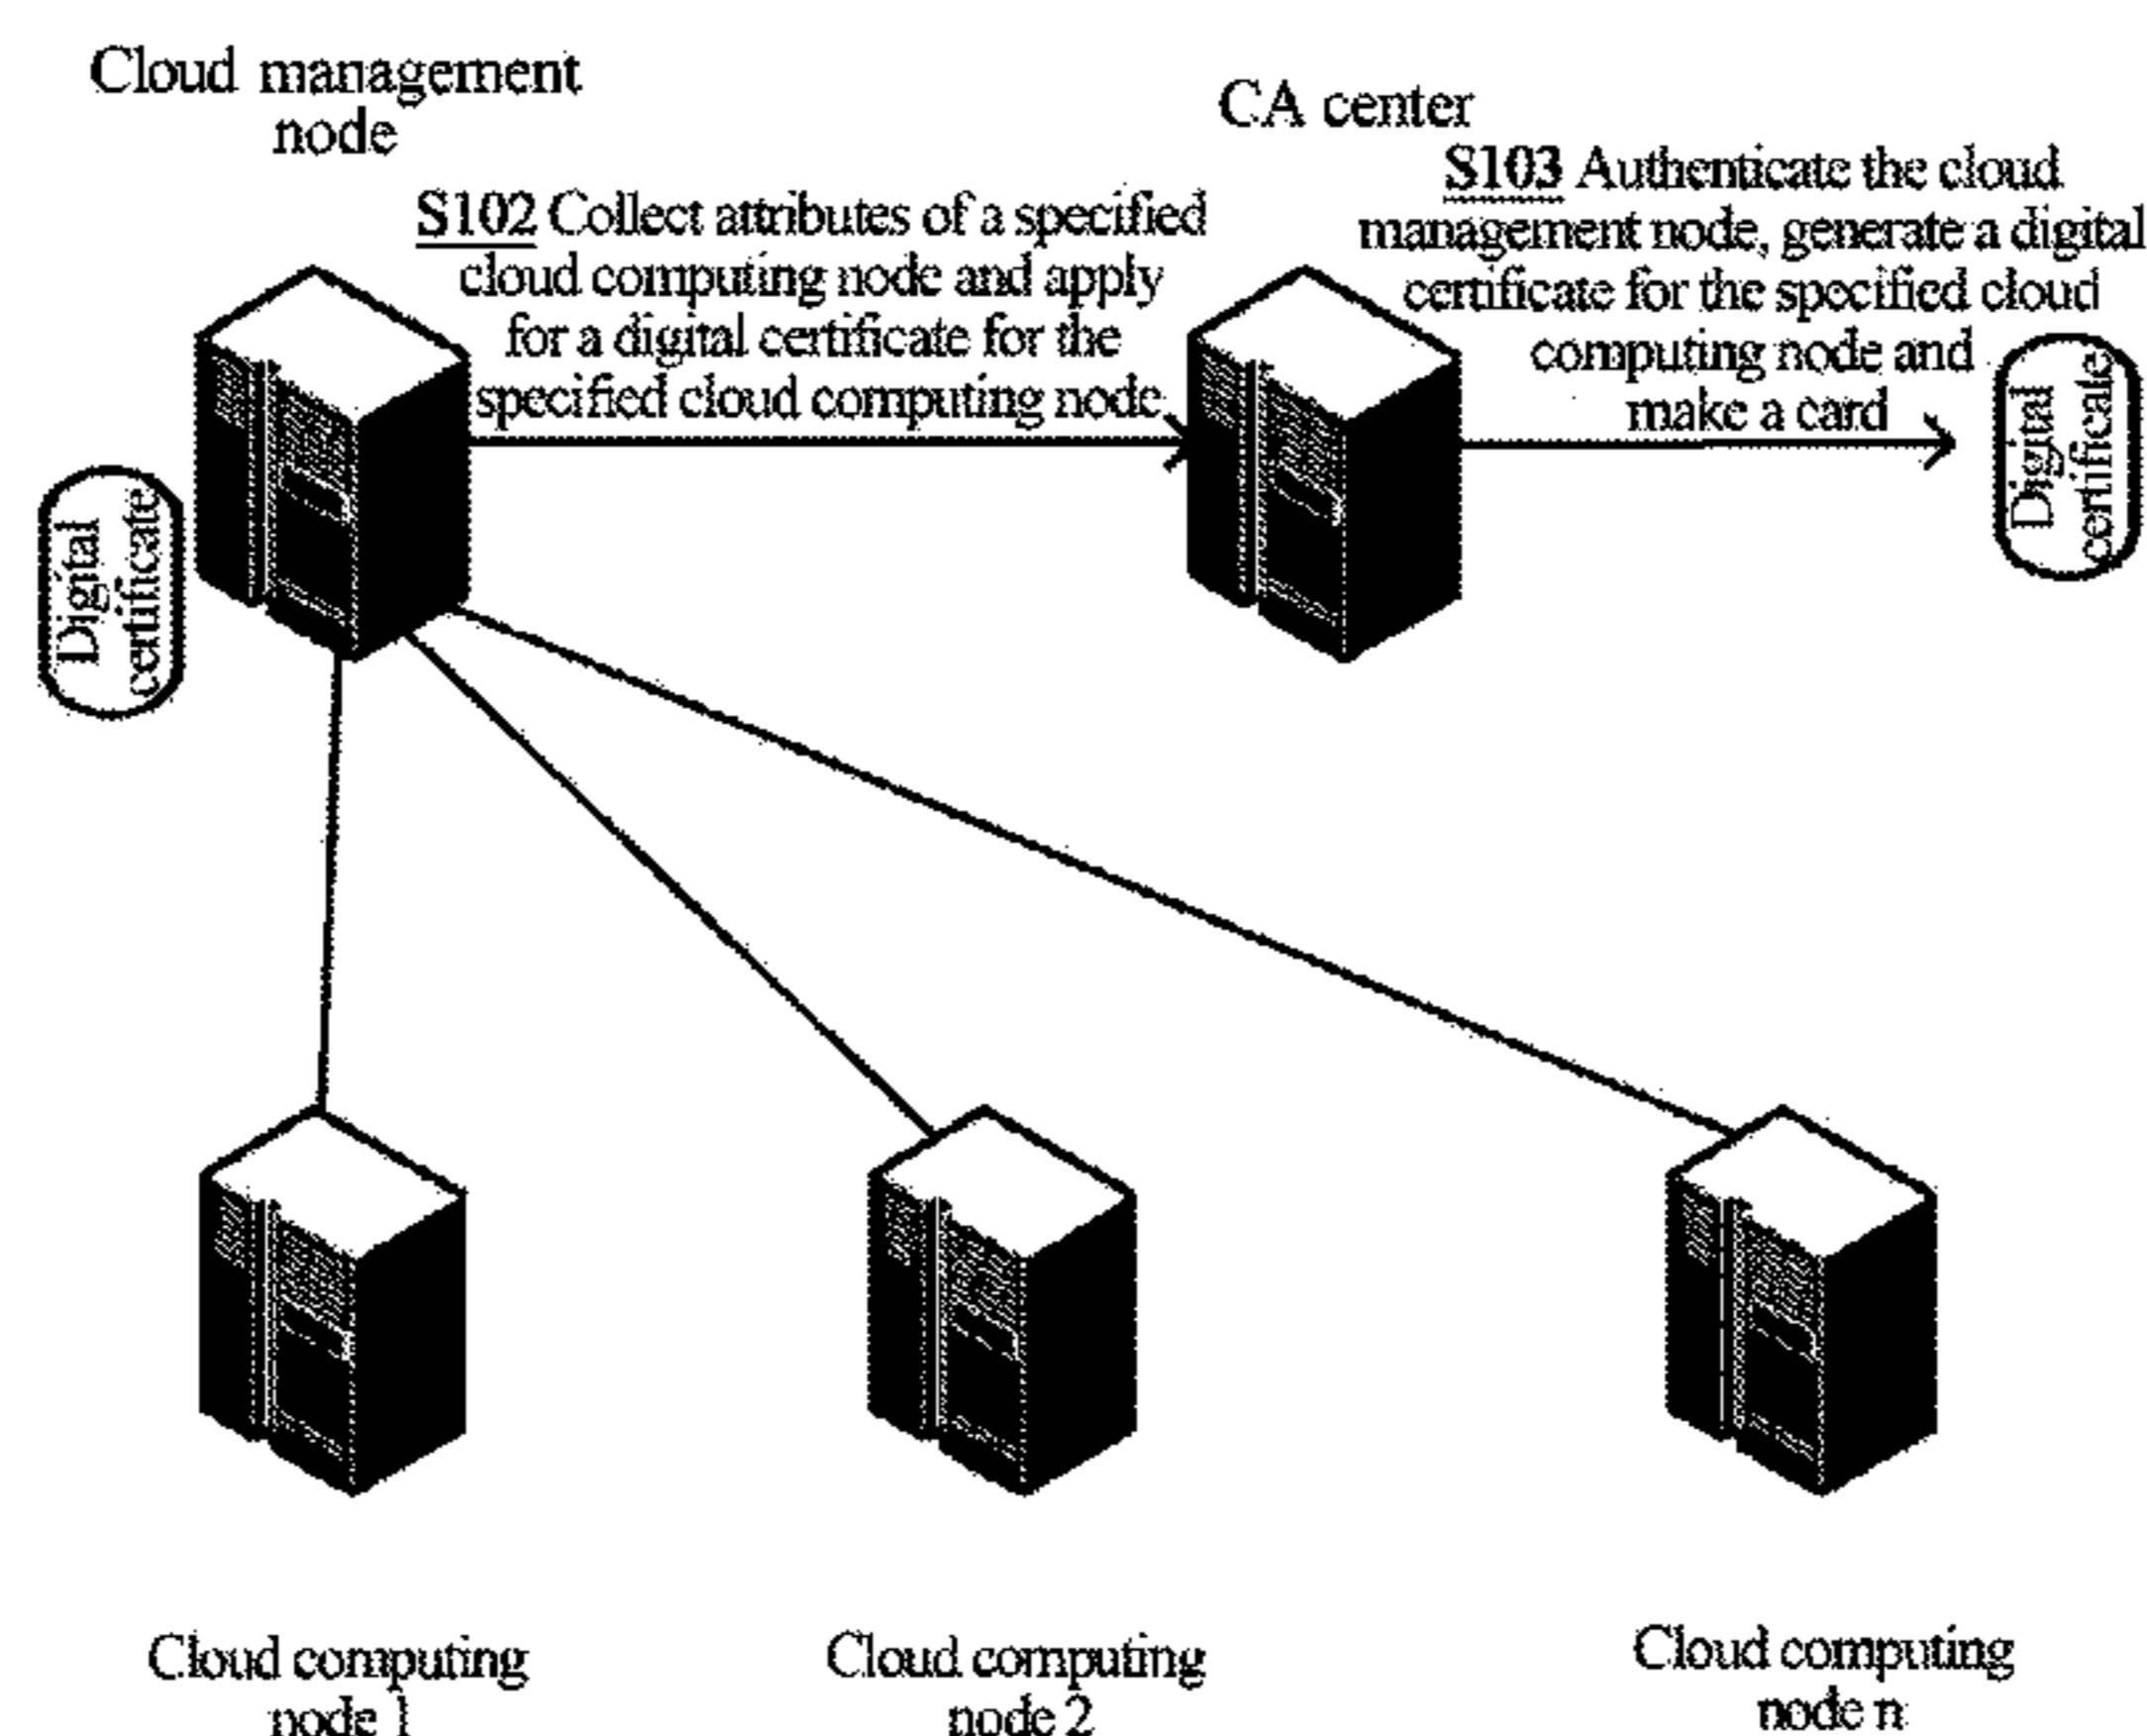 Cloud management
node
CA center
S102 Collect attributes of a specified
cloud computing node and apply
for a digital certificate for the
specified cloud computing node
S103 Authenticate the cloud
management node, generate a digital
certificate for the specified cloud
computing node and
make a card
Digital
certificate
Digital
certificale
Cloud computing
node 1
Cloud computing
node 2
Cloud computing
node n